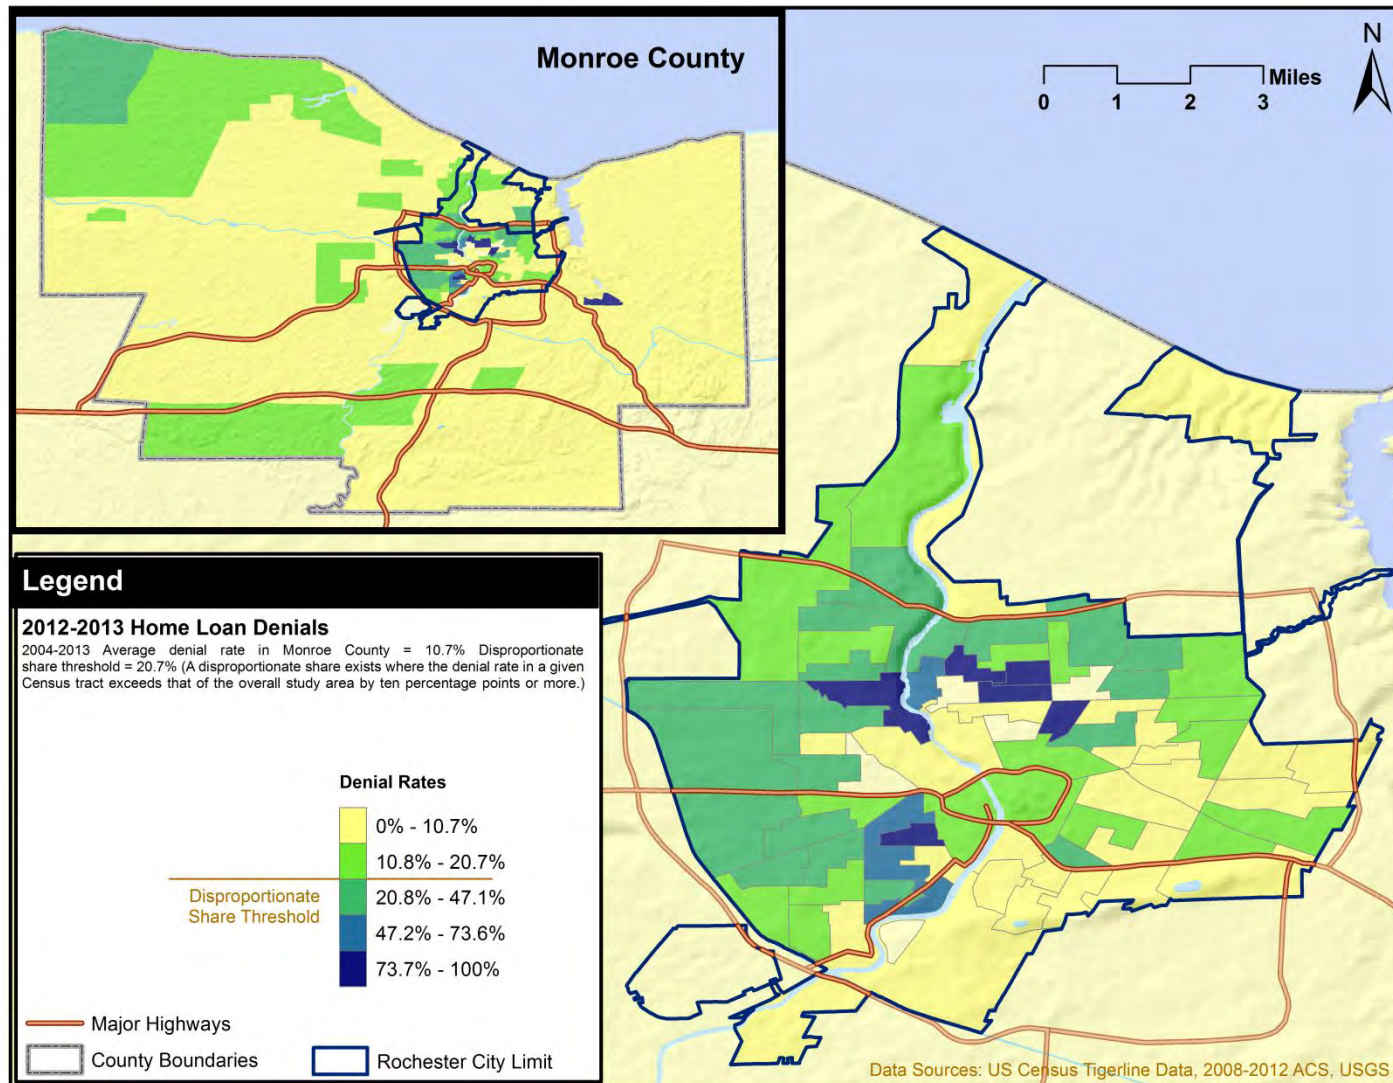 Monroe County
N
Miles
0 1 2 3
Legend
2012-2013 Home Loan Denials
2004-2013 Average denial rate in Monroe County = 10.7% Disproportionate
share threshold = 20.7% (A disproportionate share exists where the denial rate in a given
Census tract exceeds that of the overall study area by ten percentage points or more.)
Denial Rates
0% - 10.7%
10.8% - 20.7%
Disproportionate
Share Threshold
20.8% - 47.1%
47.2% - 73.6%
73.7% - 100%
Major Highways
County Boundaries
Rochester City Limit
Data Sources: US Census Tigerline Data, 2008-2012 ACS, USGS